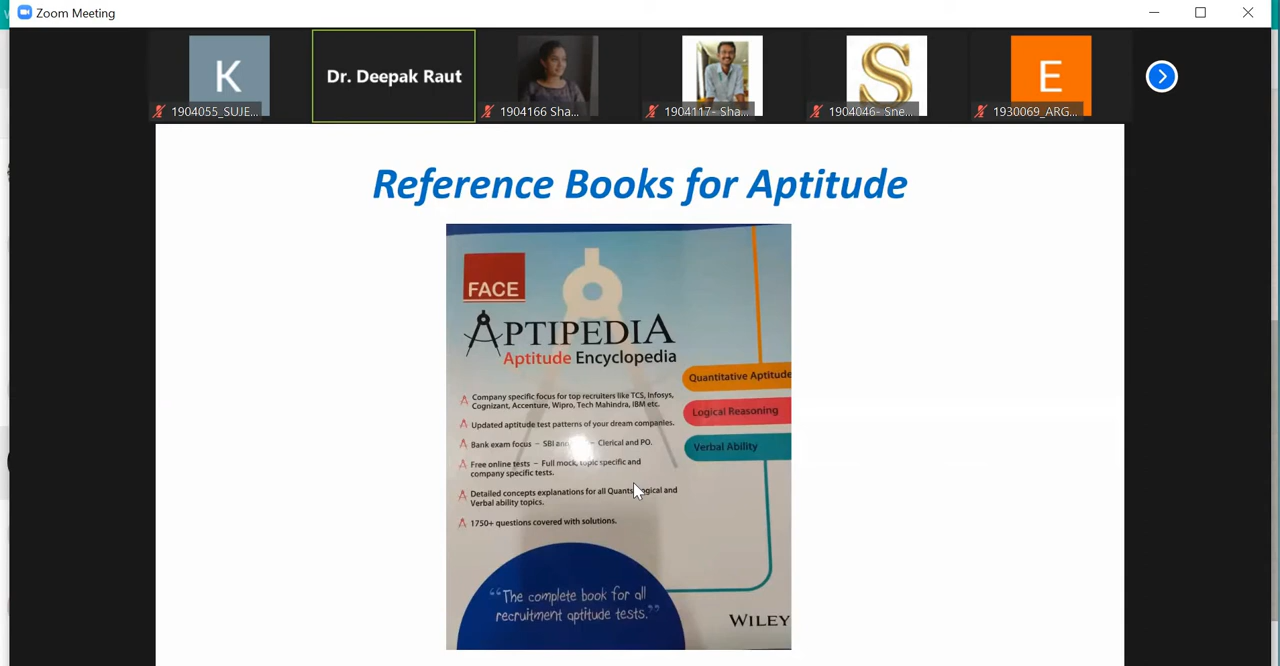 Zoom Meeting
K
Dr. Deepak Raut
S
E
1904055_SUJE...
1904166 Sha...
1904117- Sha...
1904046- Sne...
1930069_ARG...
Reference Books for Aptitude
FACE
APTIPEDIA
Aptitude Encyclopedia
Quantitative Aptitude
Logical Reasoning
Verbal Ability
Company specific focus for top recruiters like TCS, Infosys,
Cognizant, Accenture, Wipro, Tech Mahindra, IBM etc.
Updated aptitude test patterns of your dream companies.
Bank exam focus – SBI Clerical and PO.
Free online tests – Full mock, topic specific and
company specific tests.
Detailed concepts explanations for all Quants, Logical and
Verbal ability topics.
1750+ questions covered with solutions.
“The complete book for all
recruitment aptitude tests.”
WILEY